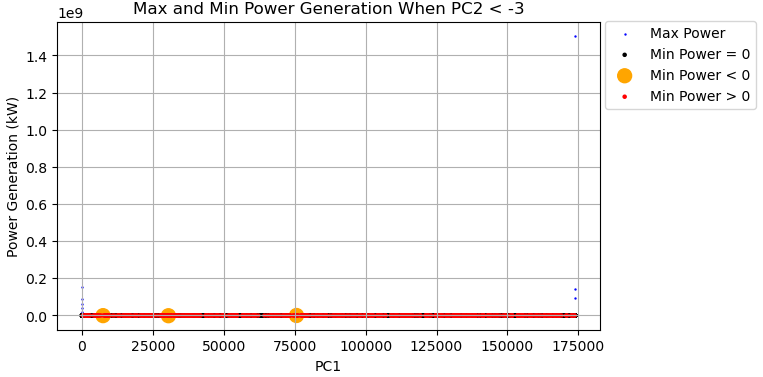 Max and Min Power Generation When PC2 < -3
1e9
Max Power
Min Power = 0
Min Power < 0
Min Power > 0
1.4
1.2
1.0
0.8
0.6
0.4
0.2
0.0
Power Generation (kW)
0 25000 50000 75000 100000 125000 150000 175000
PC1